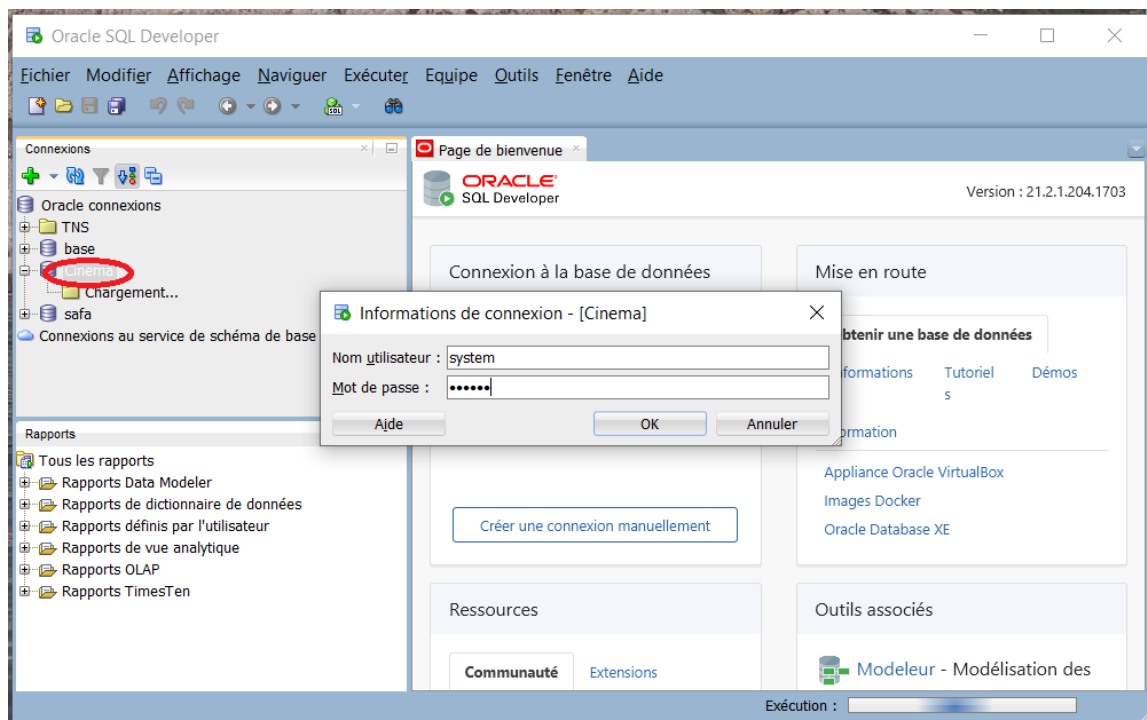 Oracle SQL Developer
Fichier Modifier Affichage Naviguer Exécuter Equipe Outils Fenêtre Aide
Connexions
Oracle connexions
TNS
base
Cinema
Chargement...
safa
Connexions au service de schéma de base
Rapports
Tous les rapports
Rapports Data Modeler
Rapports de dictionnaire de données
Rapports définis par l'utilisateur
Rapports de vue analytique
Rapports OLAP
Rapports TimesTen
Page de bienvenue
ORACLE
SQL Developer
Version : 21.2.1.204.1703
Connexion à la base de données
Créer une connexion manuellement
Mise en route
btenir une base de données
formations Tutoriel Démos
s
ormation
Appliance Oracle VirtualBox
Images Docker
Oracle Database XE
Informations de connexion - [Cinema]
Nom utilisateur : system
Mot de passe : ••••••
Aide OK Annuler
Ressources
Communauté Extensions
Outils associés
Modeleur - Modélisation des
Exécution :